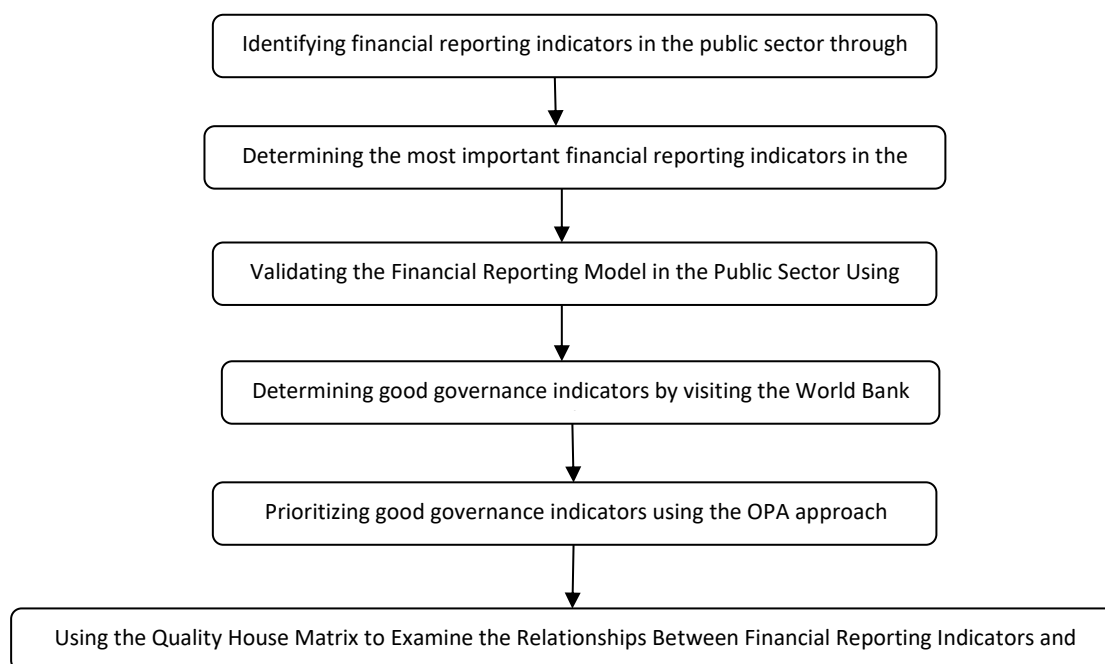 Identifying financial reporting indicators in the public sector through
Determining the most important financial reporting indicators in the
Validating the Financial Reporting Model in the Public Sector Using
Determining good governance indicators by visiting the World Bank
Prioritizing good governance indicators using the OPA approach
Using the Quality House Matrix to Examine the Relationships Between Financial Reporting Indicators and